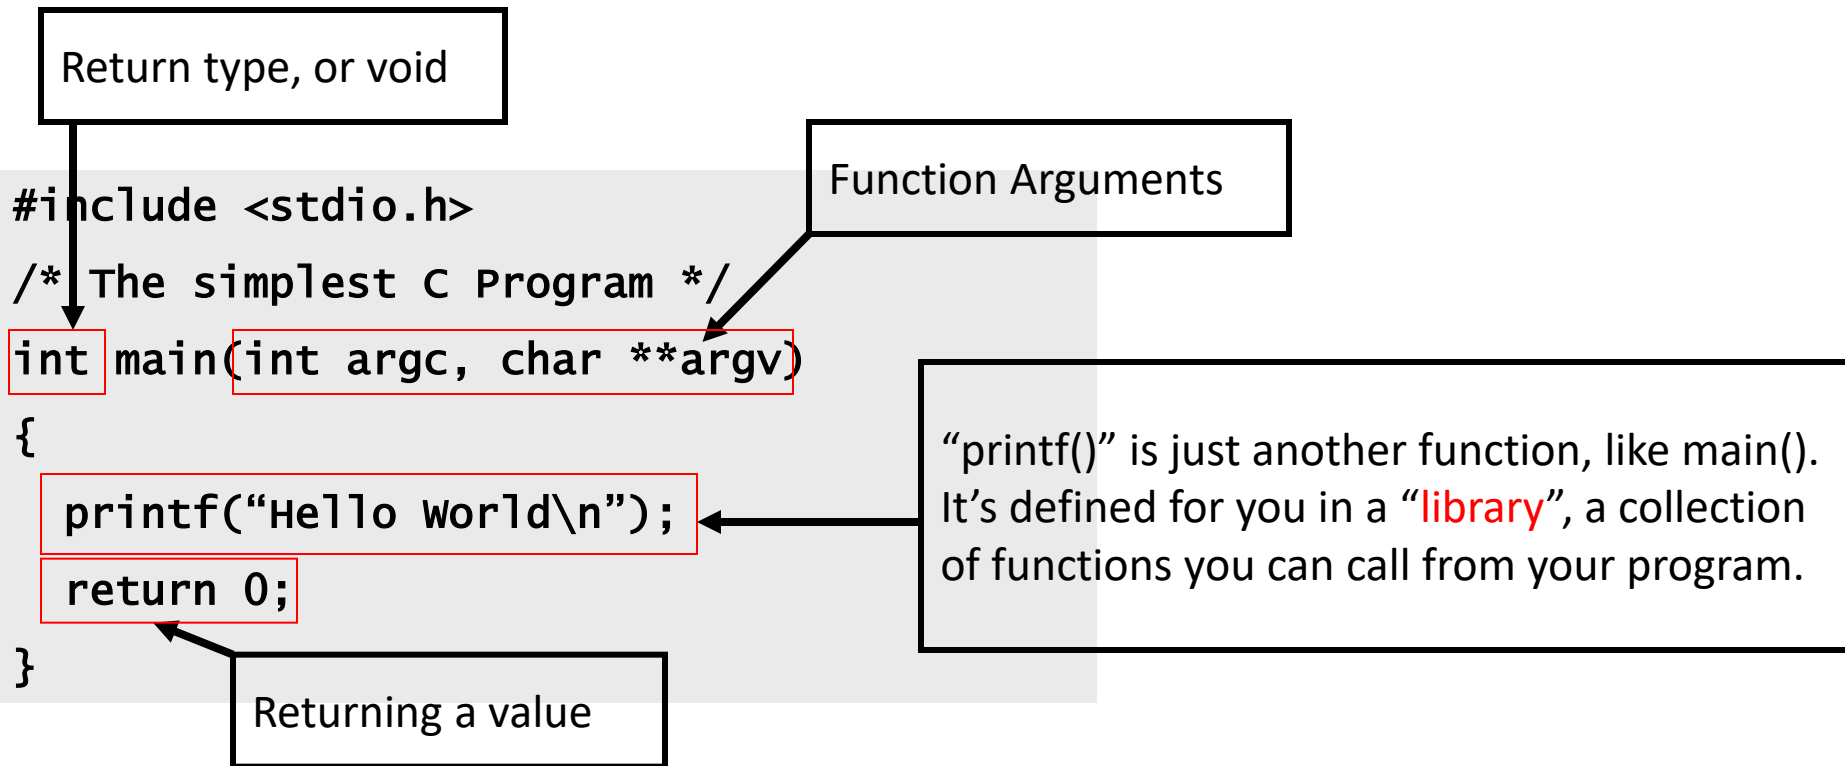 Return type, or void
Function Arguments
#include <stdio.h>
/* The simplest C Program */
int main(int argc, char **argv)
{
printf(“Hello World\n”);
return 0;
}
“printf()” is just another function, like main().
It’s defined for you in a “library”, a collection
of functions you can call from your program.
Returning a value